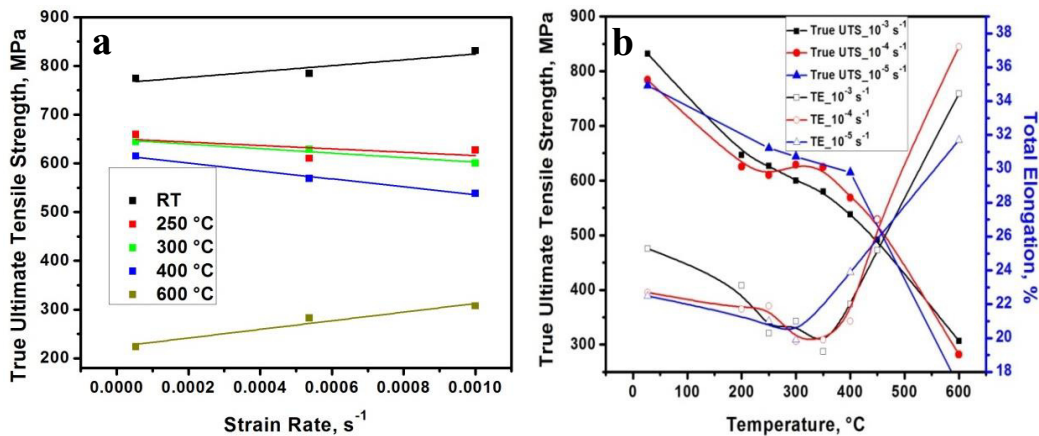 a
True Ultimate Tensile Strength, MPa
900
800
700
600
500
400
300
200
RT
250 °C
300 °C
400 °C
600 °C
0.0000 0.0002 0.0004 0.0006 0.0008 0.0010
Strain Rate, s⁻¹
b
True Ultimate Tensile Strength, MPa
900
800
700
600
500
400
300
True UTS_10⁻³ s⁻¹
True UTS_10⁻⁴ s⁻¹
True UTS_10⁻⁵ s⁻¹
TE_10⁻³ s⁻¹
TE_10⁻⁴ s⁻¹
TE_10⁻⁵ s⁻¹
38
36
34
32
30
28
26
24
22
20
18
Total Elongation, %
0 100 200 300 400 500 600
Temperature, °C